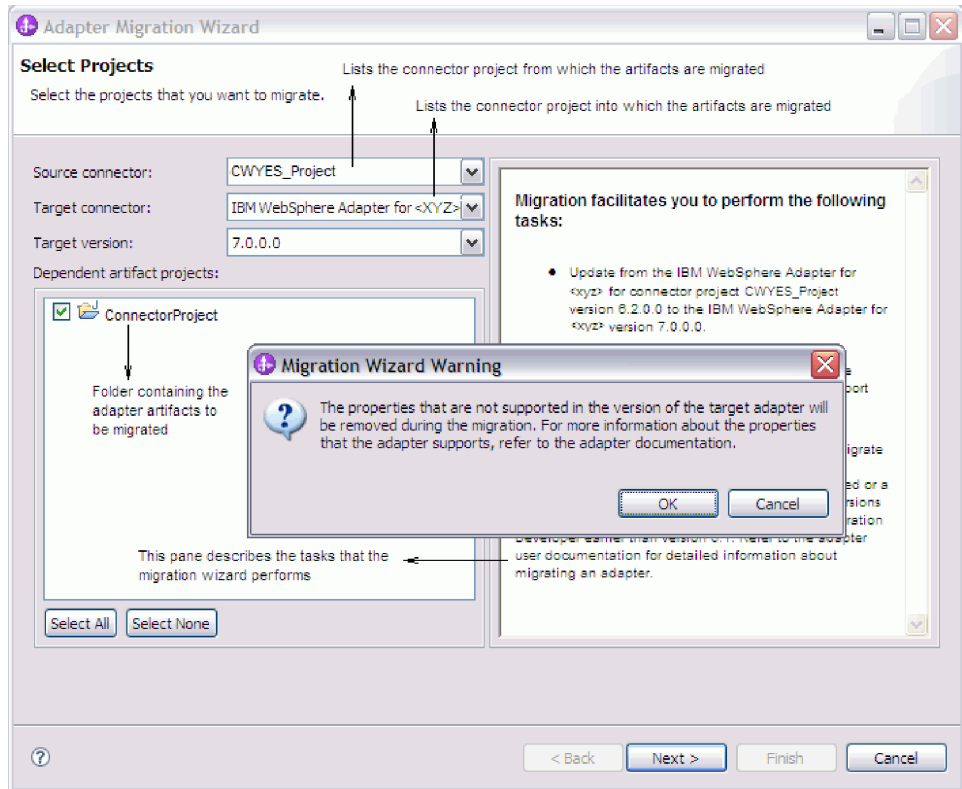 Adapter Migration Wizard
Select Projects
Select the projects that you want to migrate.
Lists the connector project from which the artifacts are migrated
Lists the connector project into which the artifacts are migrated
Source connector:
CWYES_Project
Target connector:
IBM WebSphere Adapter for <XYZ>
Target version:
7.0.0.0
Dependent artifact projects:
ConnectorProject
Folder containing the
adapter artifacts to
be migrated
This pane describes the tasks that the
migration wizard performs
Select All
Select None
Migration facilitates you to perform the following
tasks:
Update from the IBM WebSphere Adapter for
<xyz> for connector project CWYES_Project
version 6.2.0.0 to the IBM WebSphere Adapter for
<xyz> version 7.0.0.0.
user documentation for detailed information about
migrating an adapter.
Migration Wizard Warning
The properties that are not supported in the version of the target adapter will
be removed during the migration. For more information about the properties
that the adapter supports, refer to the adapter documentation.
OK
Cancel
< Back
Next >
Finish
Cancel